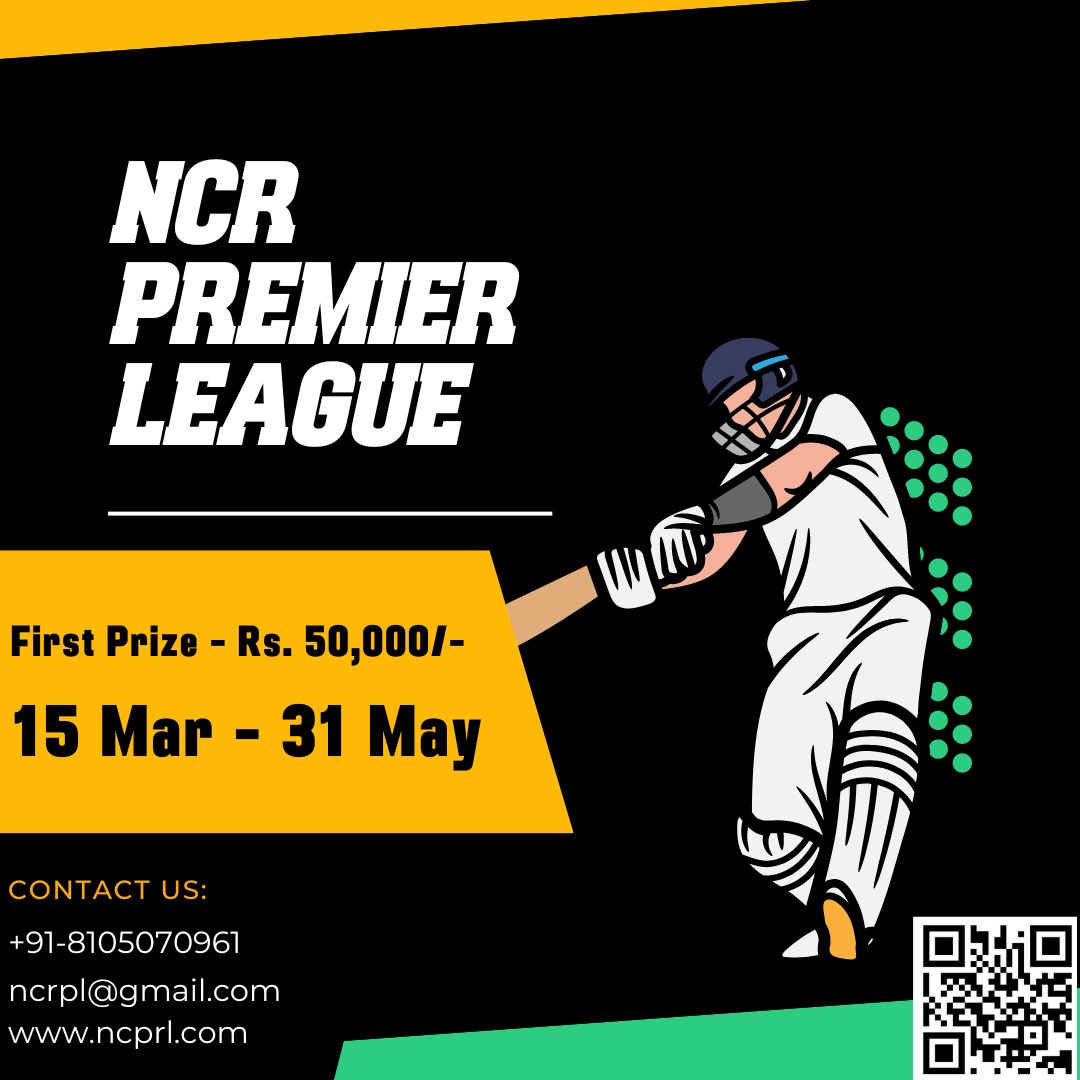 NCR
PREMIER
LEAGUE
First Prize - Rs. 50,000/-
15 Mar - 31 May
CONTACT US:
+91-8105070961
ncrpl@gmail.com
www.ncprl.com